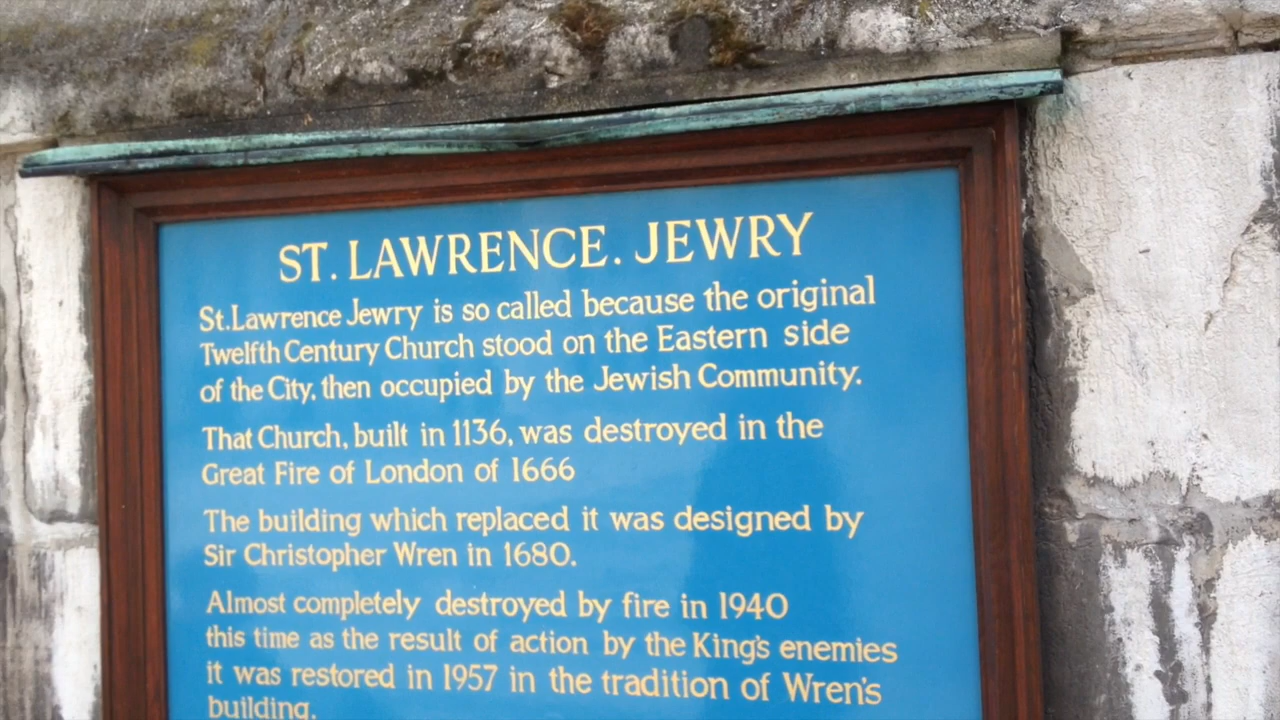 ST. LAWRENCE. JEWRY
St. Lawrence Jewry is so called because the original
Twelfth Century Church stood on the Eastern side
of the City, then occupied by the Jewish Community.
That Church, built in 1136, was destroyed in the
Great Fire of London of 1666
The building which replaced it was designed by
Sir Christopher Wren in 1680.
Almost completely destroyed by fire in 1940
this time as the result of action by the King's enemies
it was restored in 1957 in the tradition of Wren's
building.